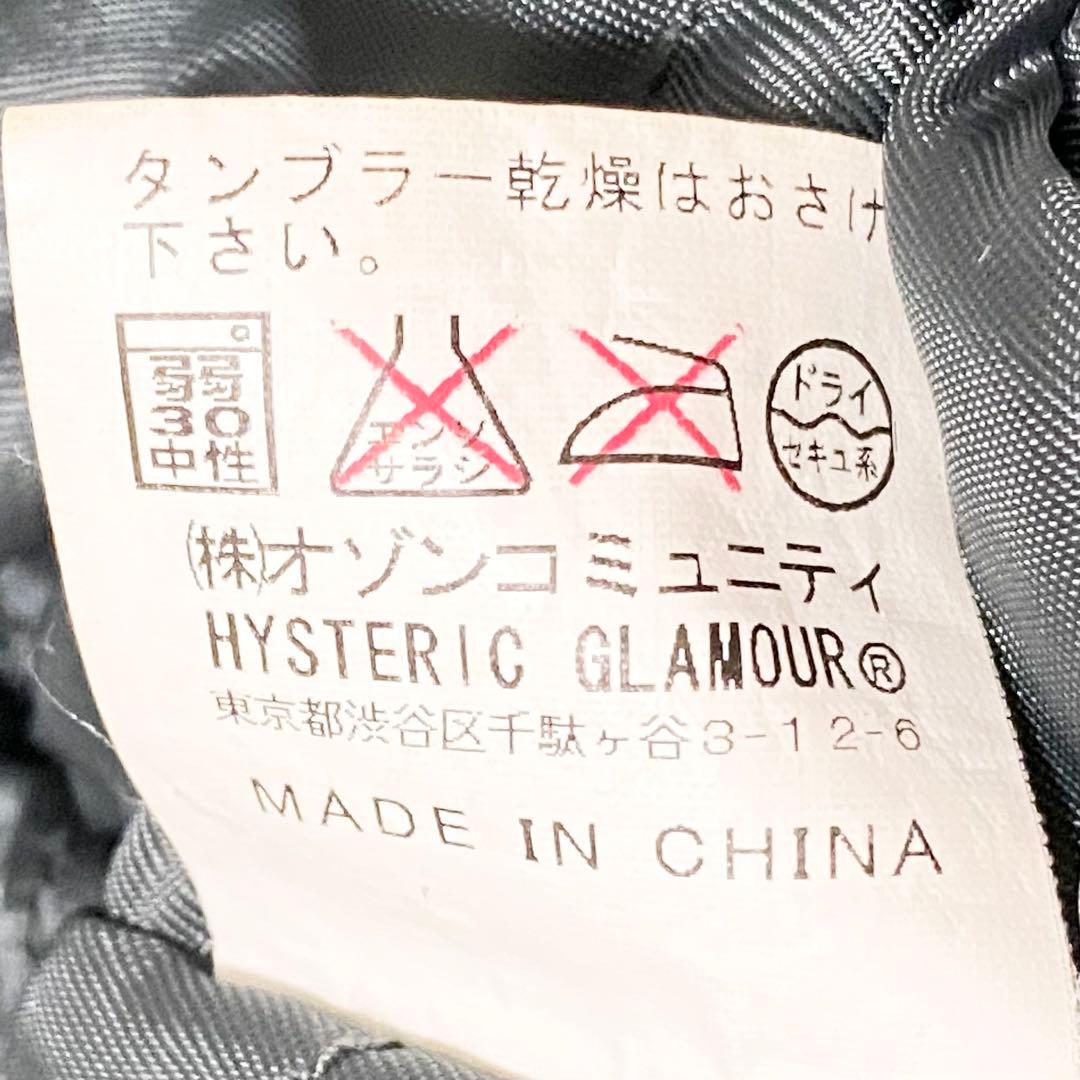 タンブラー乾燥はおさけ
下さい。
弱
30
中性
エンソ
サラシ
ドライ
セキユ系
㈱オゾンコミュニティ
HYSTERIC GLAMOUR®
東京都渋谷区千駄ヶ谷3-12-6
MADE IN CHINA